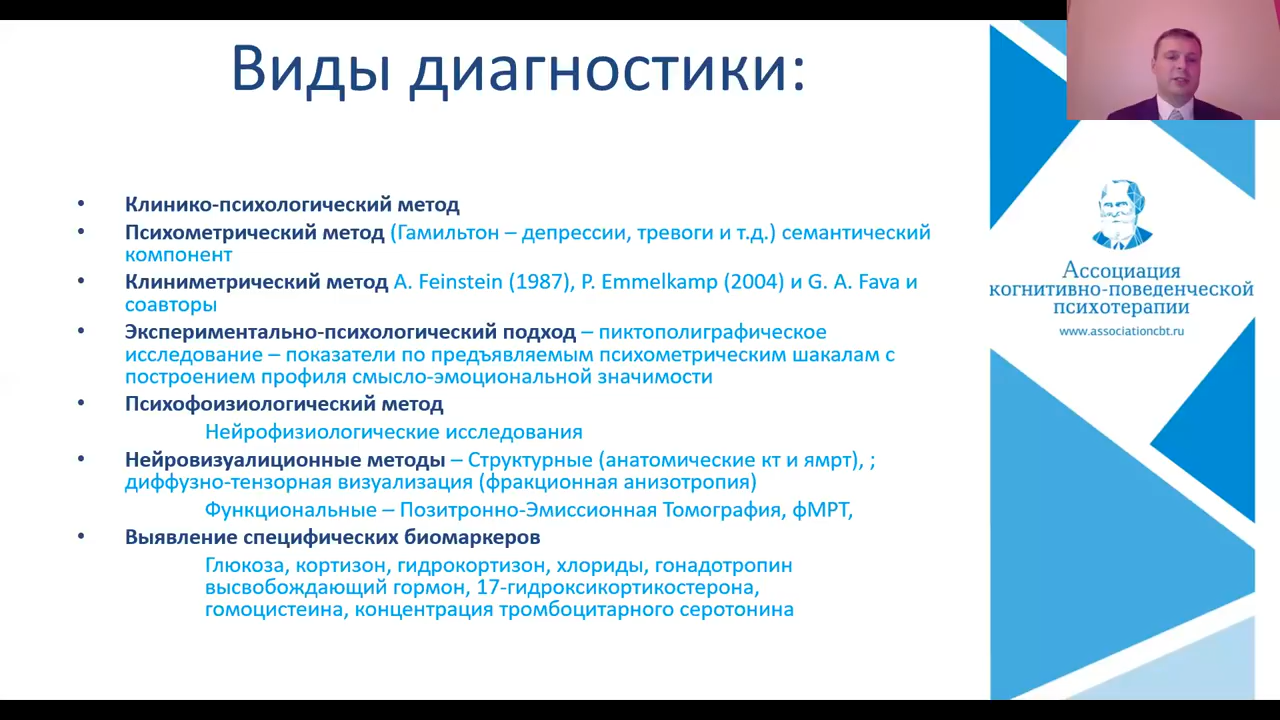 Виды диагностики:
• Клинико-психологический метод
• Психометрический метод (Гамильтон – депрессии, тревоги и т.д.) семантический
компонент
• Клиниметрический метод A. Feinstein (1987), P. Emmelkamp (2004) и G. A. Fava и
соавторы
• Экспериментально-психологический подход – пиктополиграфическое
исследование – показатели по предъявляемым психометрическим шакалам с
построением профиля смысло-эмоциональной значимости
• Психофоизиологический метод
Нейрофизиологические исследования
• Нейровизуалиционные методы – Структурные (анатомические кт и ямрт), ;
диффузно-тензорная визуализация (фракционная анизотропия)
Функциональные – Позитронно-Эмиссионная Томография, фМРТ,
• Выявление специфических биомаркеров
Глюкоза, кортизон, гидрокортизон, хлориды, гонадотропин
высвобождающий гормон, 17-гидроксикортикостерона,
гомоцистеина, концентрация тромбоцитарного серотонина
Ассоциация
когнитивно-поведенческой
психотерапии
www.associationcbt.ru